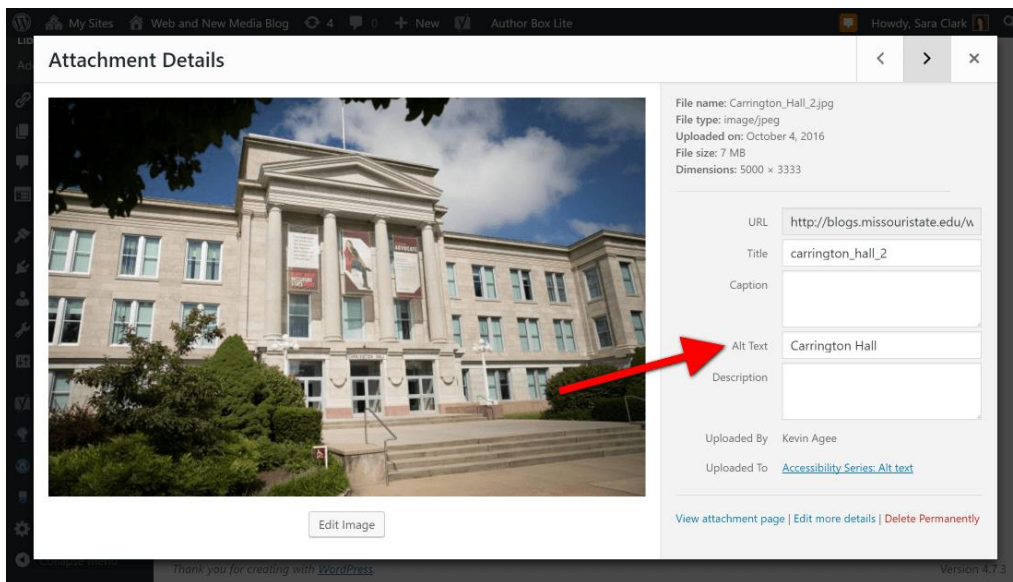 My Sites Web and New Media Blog 4 0 New Author Box Lite Howdy, Sara Clark
Attachment Details
File name: Carrington_Hall_2.jpg
File type: image/jpeg
Uploaded on: October 4, 2016
File size: 7 MB
Dimensions: 5000 × 3333
URL http://blogs.missouristate.edu/w
Title carrington_hall_2
Caption
ADVOCATE
Alt Text Carrington Hall
Description
Uploaded By Kevin Agee
Uploaded To Accessibility Series: Alt text
Edit Image
View attachment page | Edit more details | Delete Permanently
Collapse menu
Thank you for creating with WordPress.
Version 4.7.3